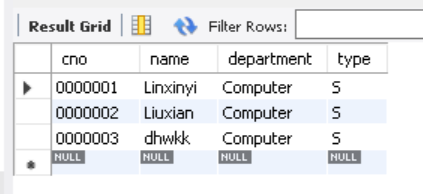 Result Grid Filter Rows:
cno name department type
0000001 Linxinyi Computer S
0000002 Liuxian Computer S
0000003 dhwkk Computer S
NULL NULL NULL NULL